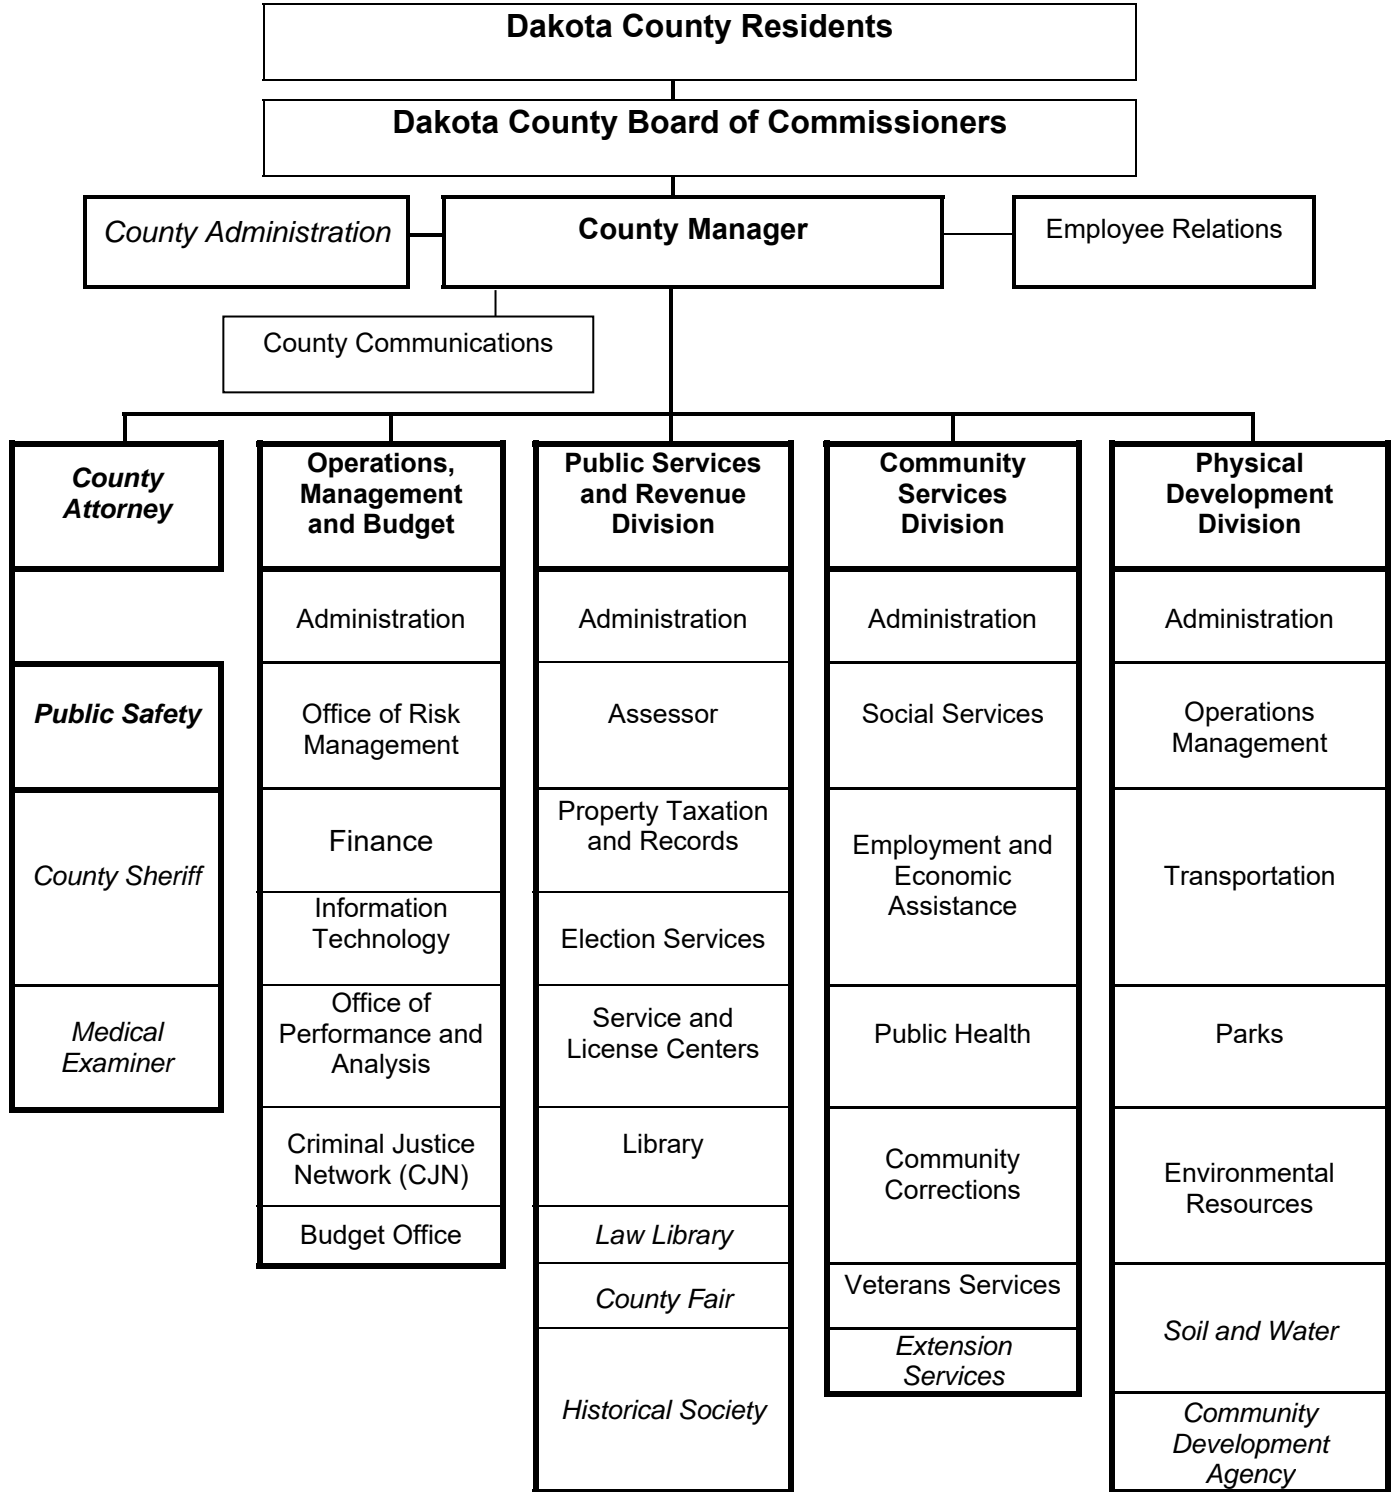 Dakota County Residents
Dakota County Board of Commissioners
County Administration
County Manager
Employee Relations
County Communications
County
Attorney
Public Safety
County Sheriff
Medical
Examiner
Operations,
Management
and Budget
Administration
Office of Risk
Management
Finance
Information
Technology
Office of
Performance and
Analysis
Criminal Justice
Network (CJN)
Budget Office
Public Services
and Revenue
Division
Administration
Assessor
Property Taxation
and Records
Election Services
Service and
License Centers
Library
Law Library
County Fair
Historical Society
Community
Services
Division
Administration
Social Services
Employment and
Economic
Assistance
Public Health
Community
Corrections
Veterans Services
Extension
Services
Physical
Development
Division
Administration
Operations
Management
Transportation
Parks
Environmental
Resources
Soil and Water
Community
Development
Agency